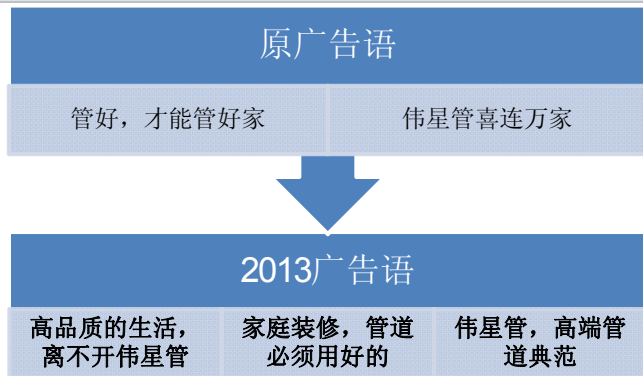 原广告语
管好，才能管好家
伟星管喜连万家
2013广告语
高品质的生活，
离不开伟星管
家庭装修，管道
必须用好的
伟星管，高端管
道典范